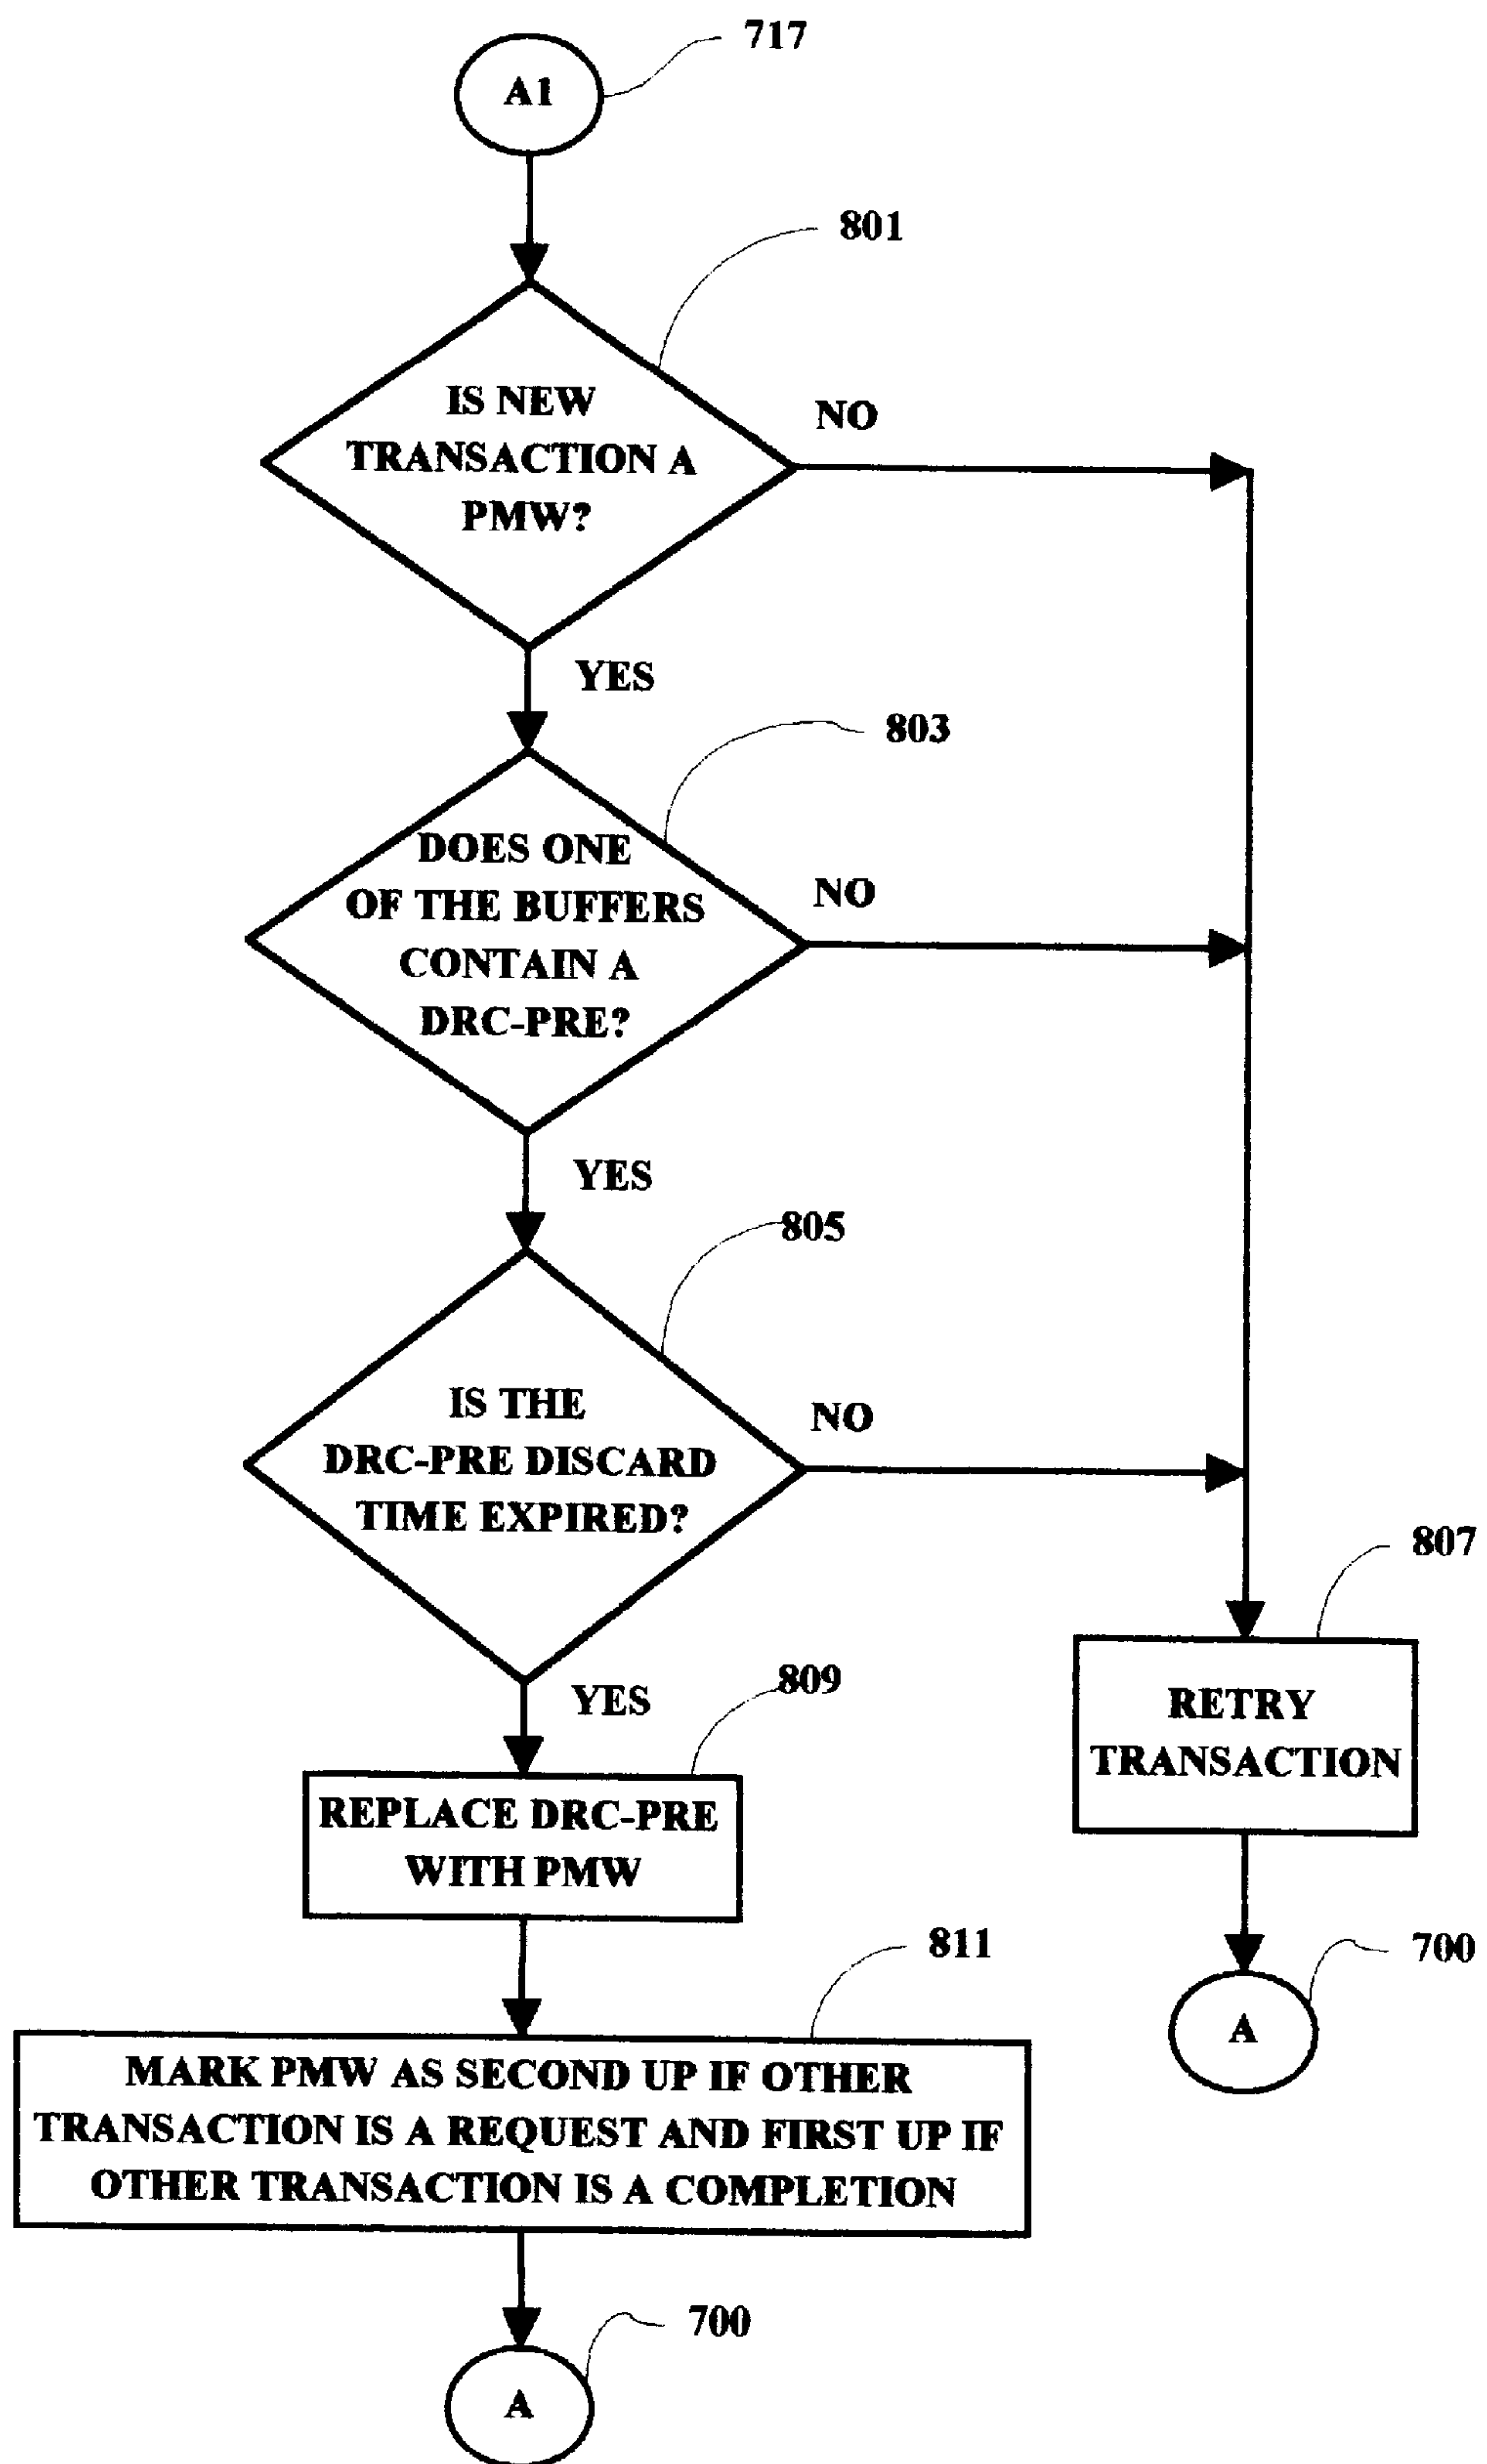 717
A1
801
IS NEW
TRANSACTION A
PMW?
NO
YES
803
DOES ONE
OF THE BUFFERS
CONTAIN A
DRC-PRE?
NO
YES
805
IS THE
DRC-PRE DISCARD
TIME EXPIRED?
NO
YES
807
RETRY
TRANSACTION
809
REPLACE DRC-PRE
WITH PMW
811
MARK PMW AS SECOND UP IF OTHER
TRANSACTION IS A REQUEST AND FIRST UP IF
OTHER TRANSACTION IS A COMPLETION
700
A
700
A